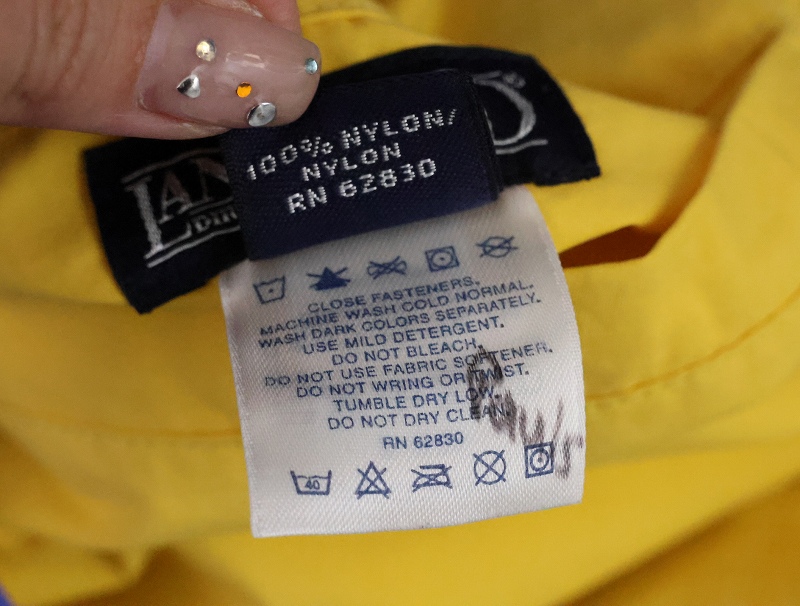 LAN
DIR
100% NYLON/
NYLON
RN 62830
CLOSE FASTENERS.
MACHINE WASH COLD NORMAL.
WASH DARK COLORS SEPARATELY.
USE MILD DETERGENT.
DO NOT BLEACH.
DO NOT USE FABRIC SOFTENER.
DO NOT WRING OR TWIST.
TUMBLE DRY LOW.
DO NOT DRY CLEAN.
RN 62830
40